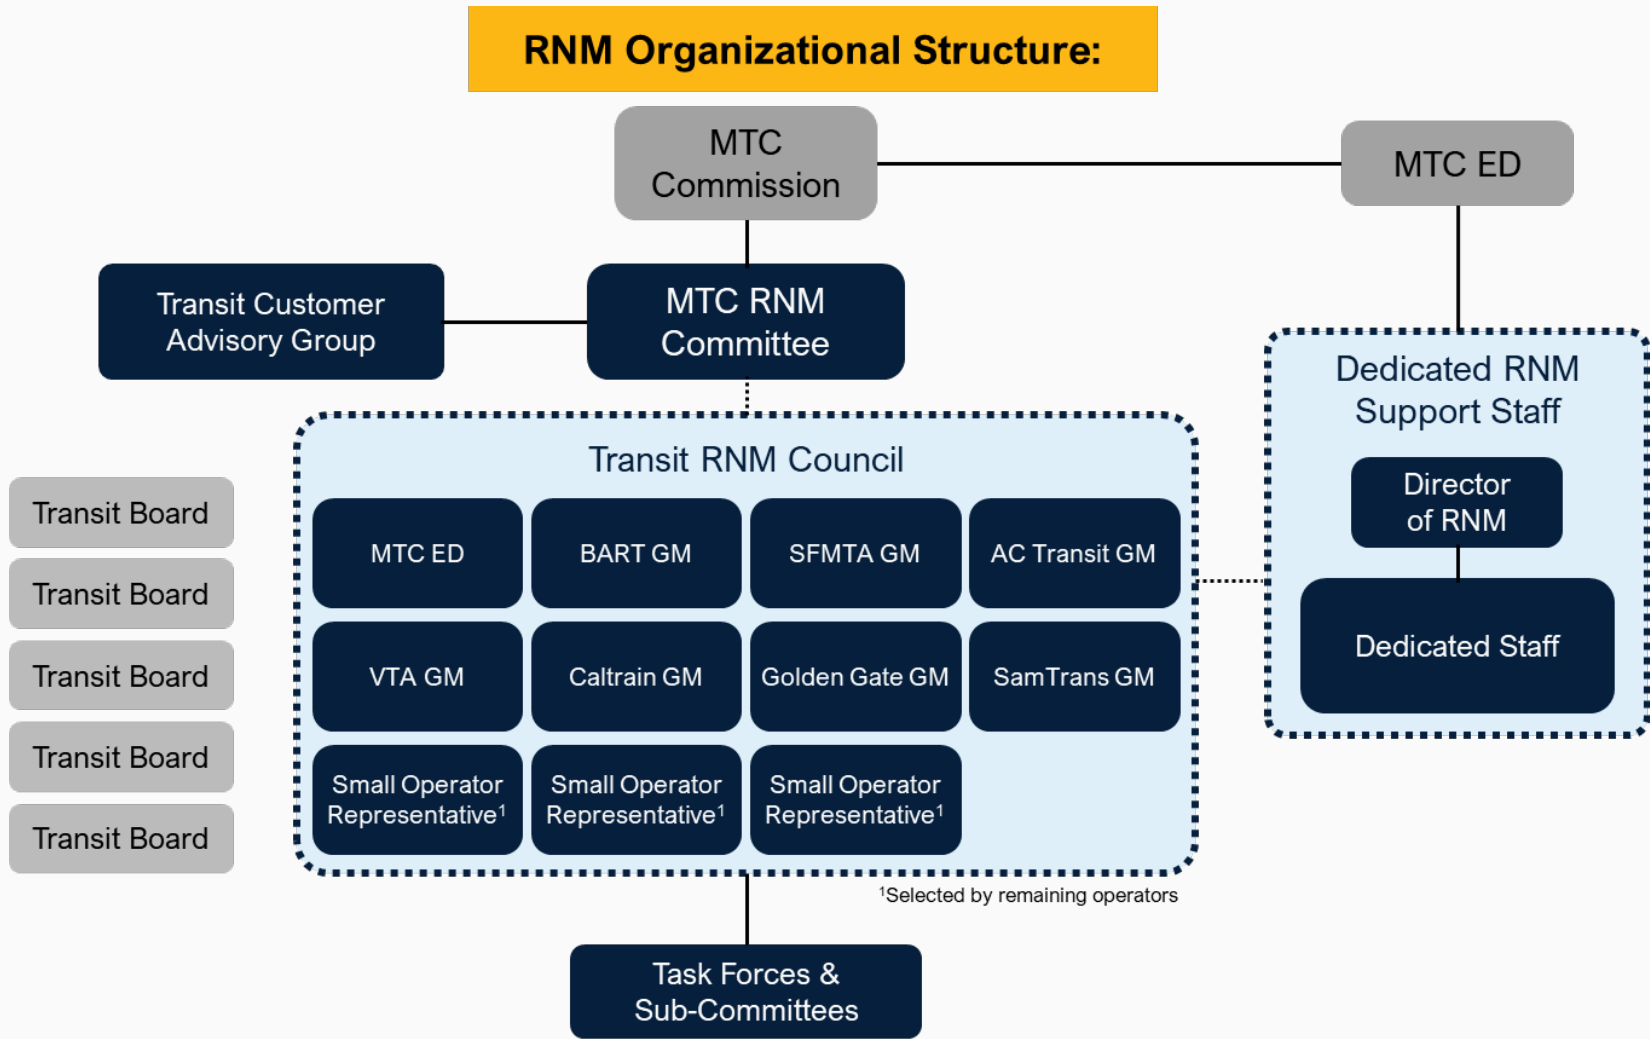 RNM Organizational Structure:
MTC
Commission
MTC ED
Transit Customer
Advisory Group
MTC RNM
Committee
Dedicated RNM
Support Staff
Director
of RNM
Dedicated Staff
Transit RNM Council
MTC ED
BART GM
SFMTA GM
AC Transit GM
VTA GM
Caltrain GM
Golden Gate GM
SamTrans GM
Small Operator
Representative¹
Small Operator
Representative¹
Small Operator
Representative¹
Transit Board
Transit Board
Transit Board
Transit Board
Transit Board
¹Selected by remaining operators
Task Forces &
Sub-Committees